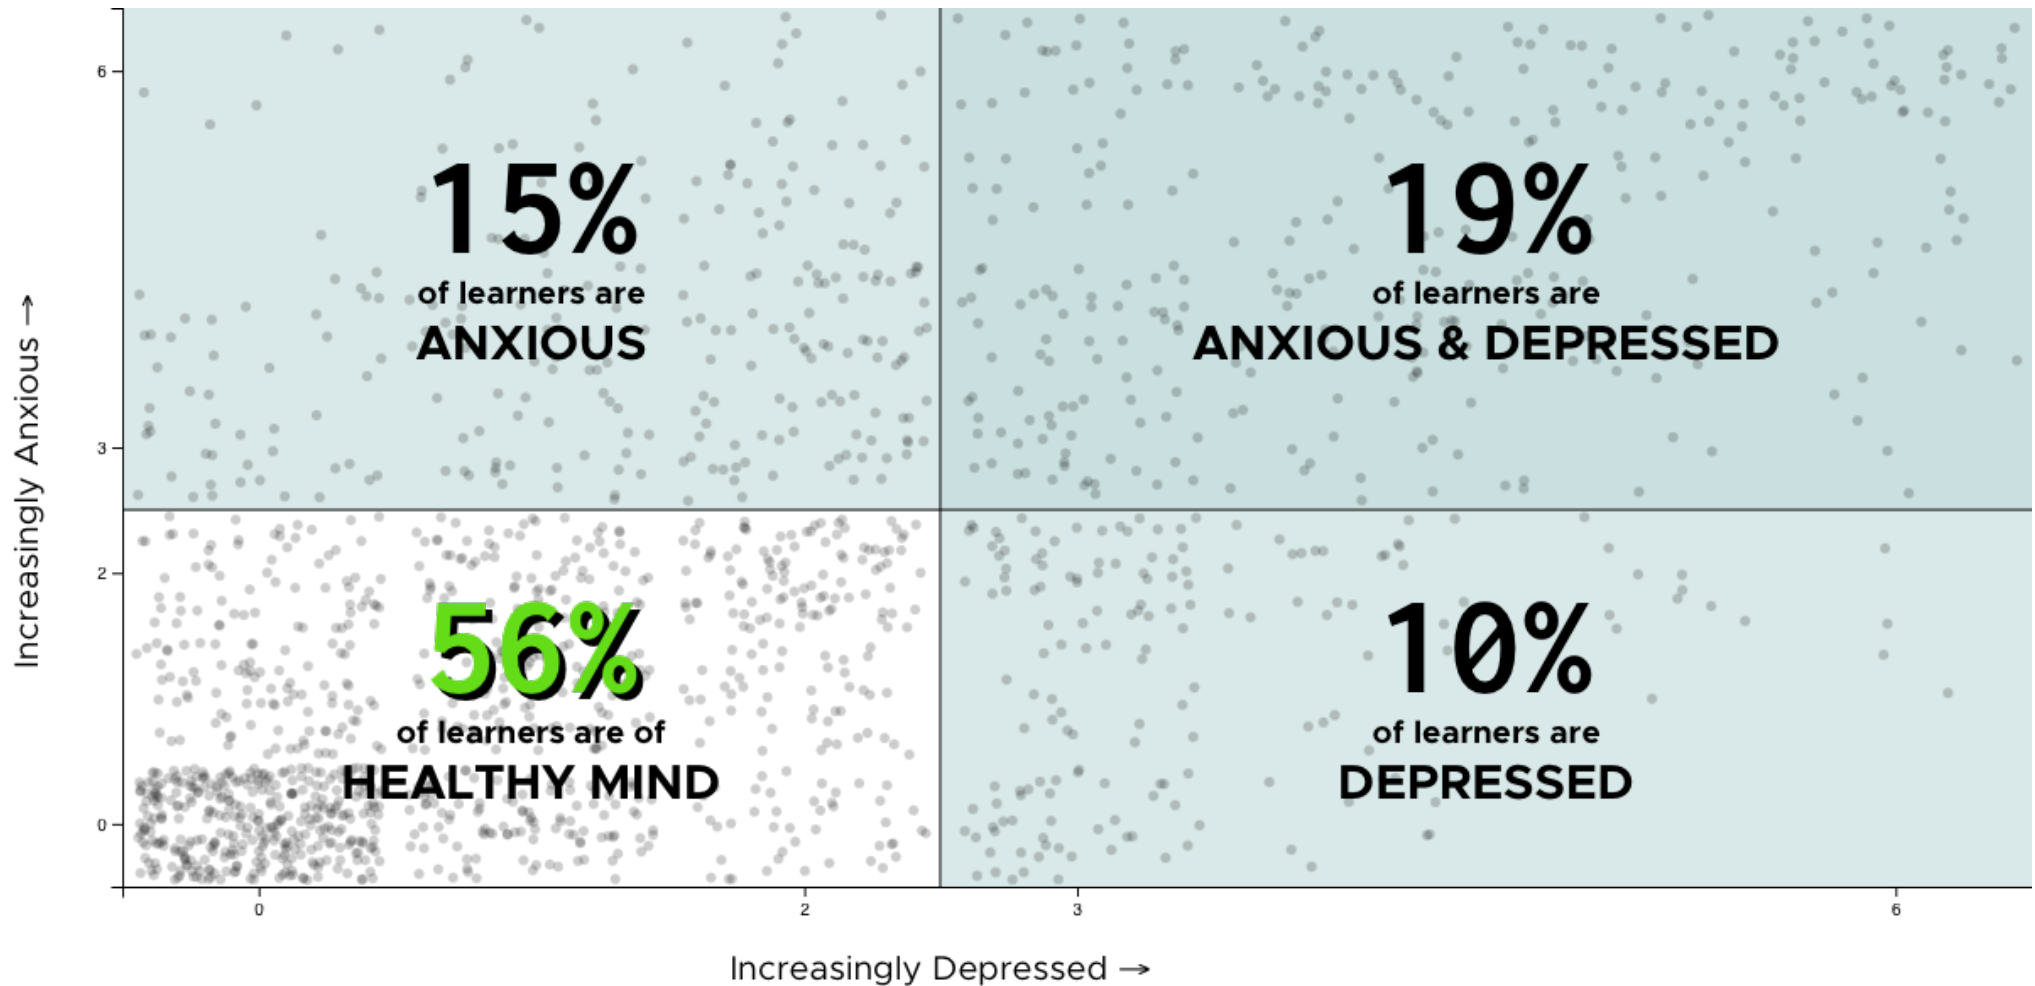 6
15%
of learners are
ANXIOUS
19%
of learners are
ANXIOUS & DEPRESSED
3
Increasingly Anxious →
2
56%
of learners are of
HEALTHY MIND
10%
of learners are
DEPRESSED
0
0 2 3 6
Increasingly Depressed →